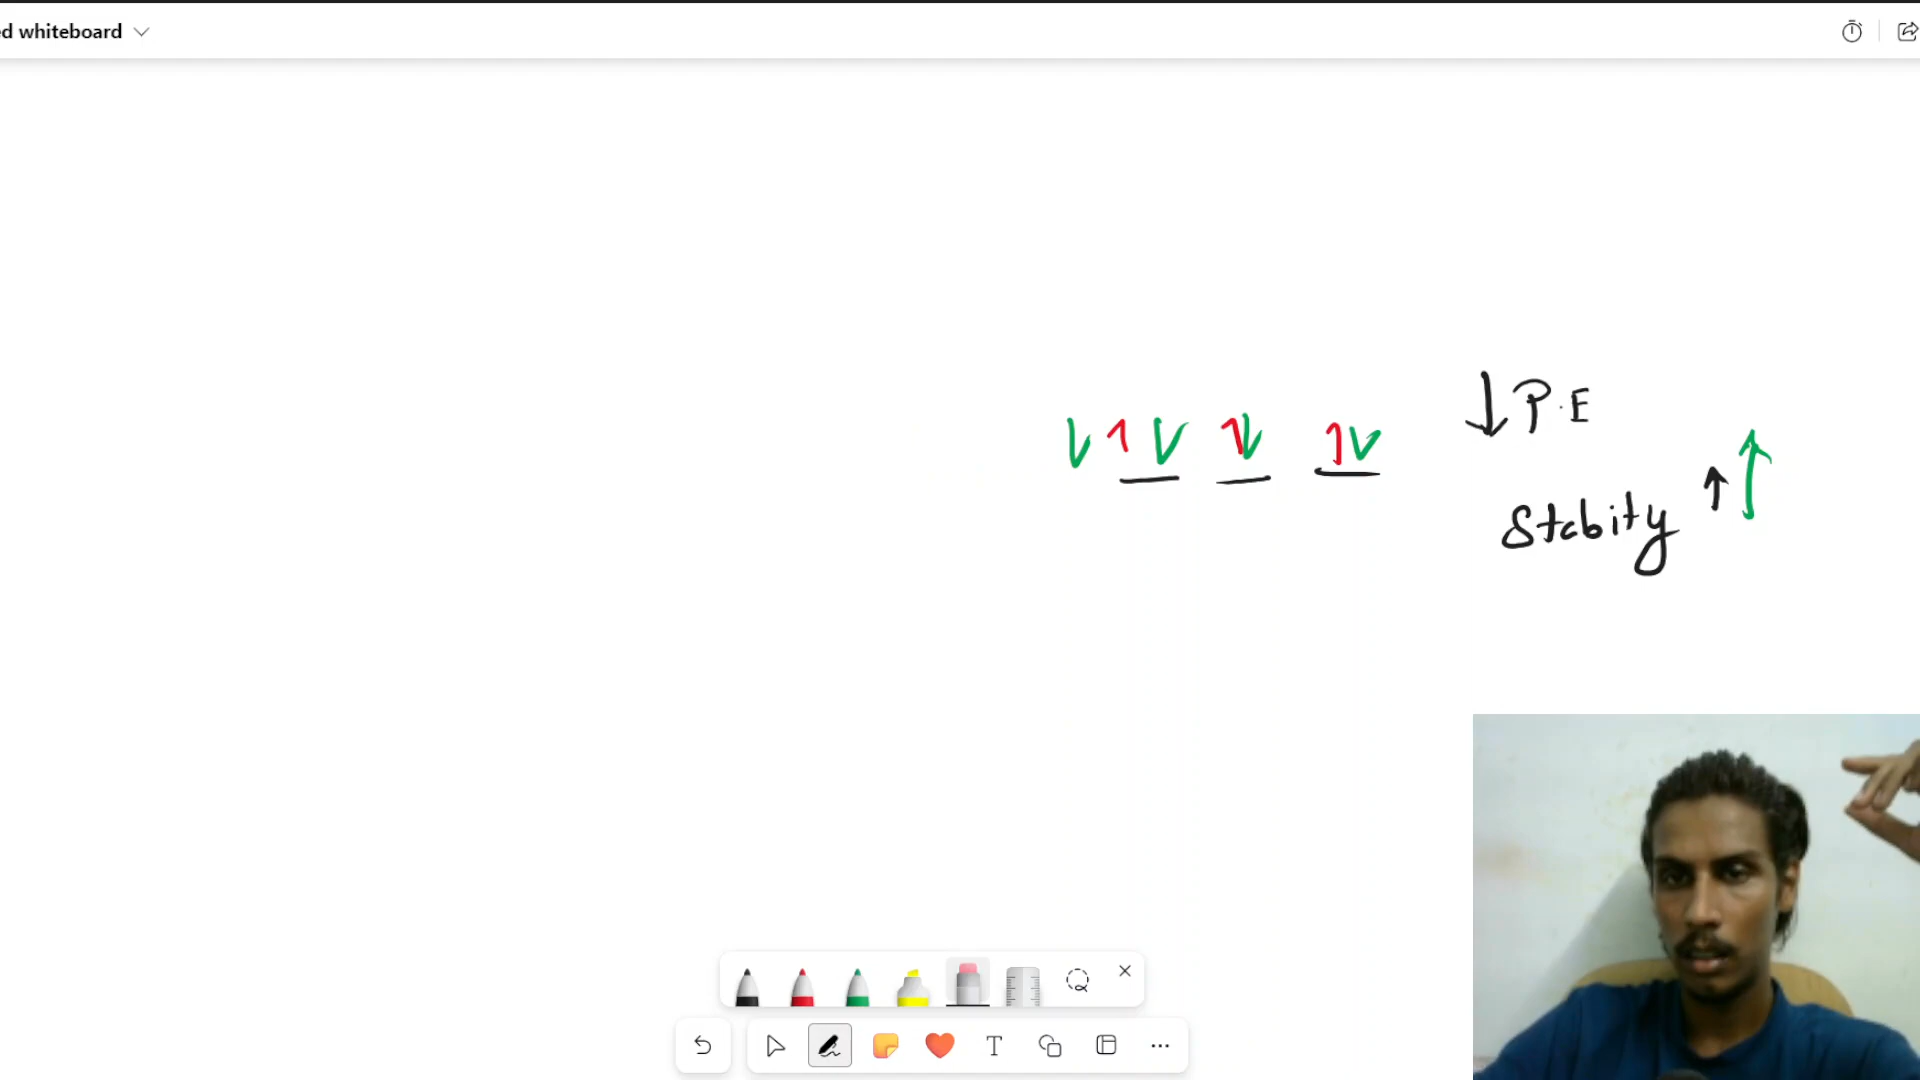 d whiteboard
↓ P.E
Stabity ↑ ↑
T